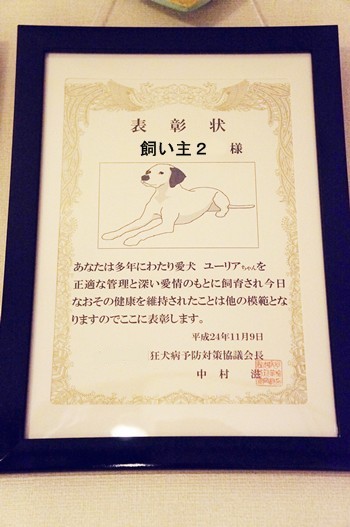 表彰状
飼い主2 様
あなたは多年にわたり愛犬 ユーリアちゃんを
適正な管理と深い愛情のもとに飼育され今日
なおその健康を維持されたことは他の模範とな
りますのでここに表彰します。
平成24年11月9日
狂犬病予防対策協議会長
中村 滋